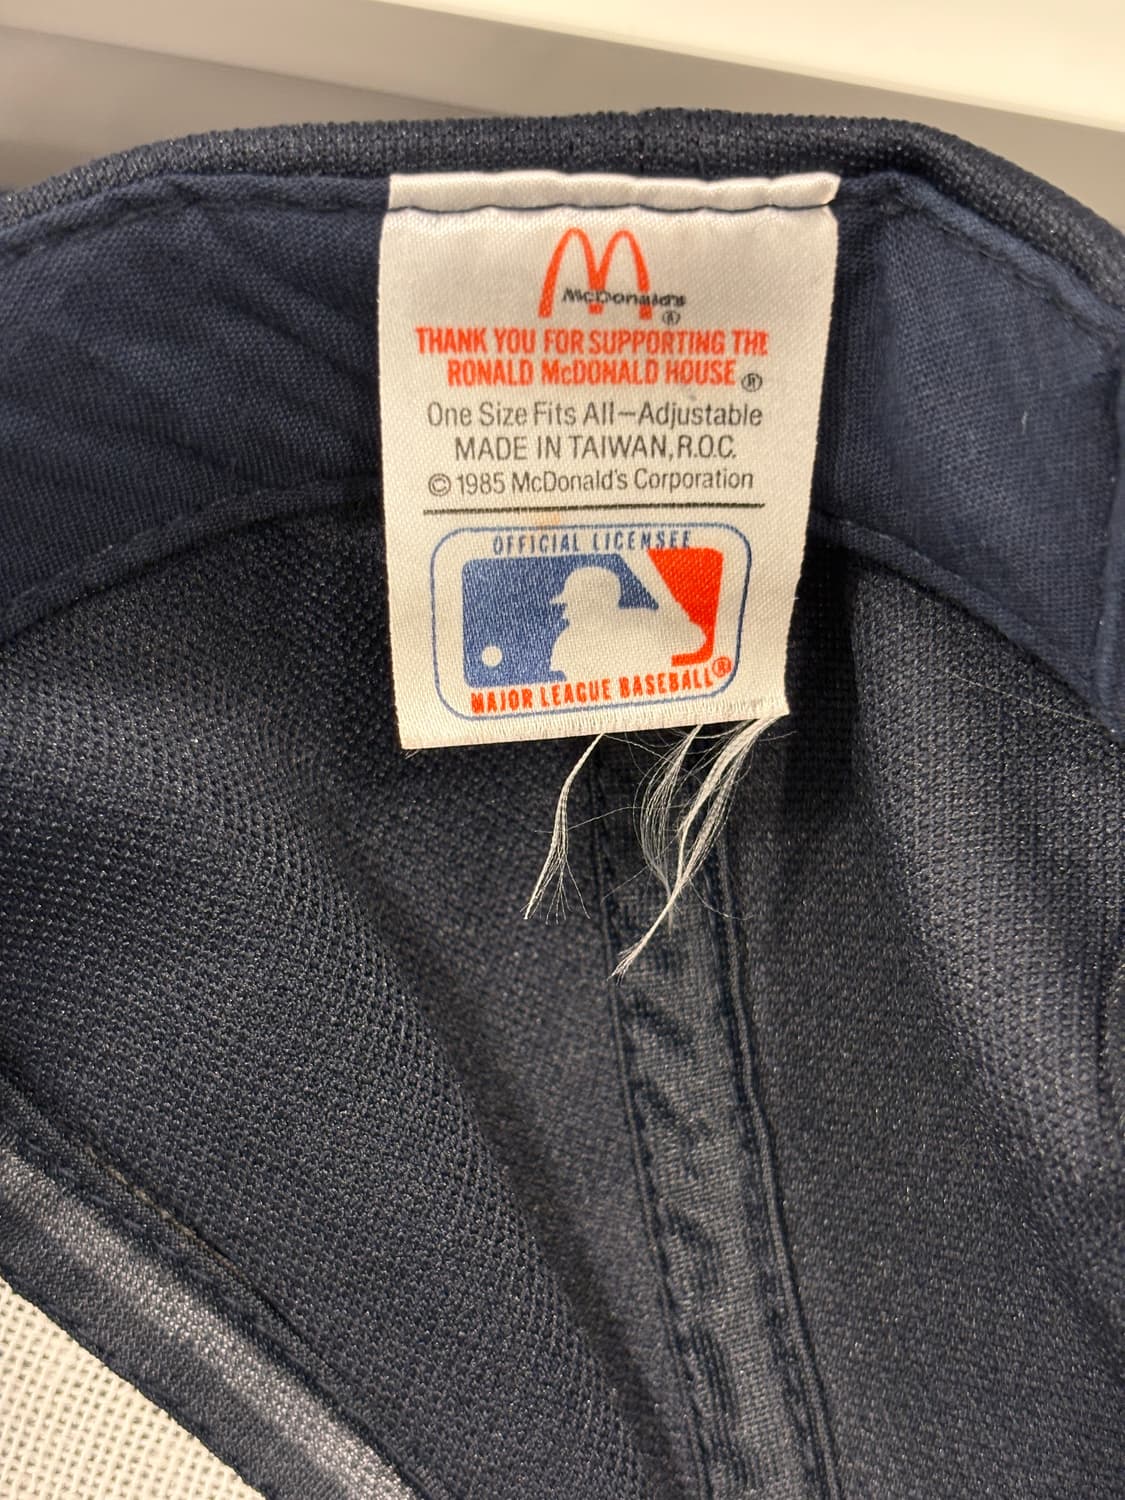 McDonald's
®
THANK YOU FOR SUPPORTING THE
RONALD McDONALD HOUSE ®
One Size Fits All—Adjustable
MADE IN TAIWAN, R.O.C.
© 1985 McDonald's Corporation
OFFICIAL LICENSEE
MAJOR LEAGUE BASEBALL®